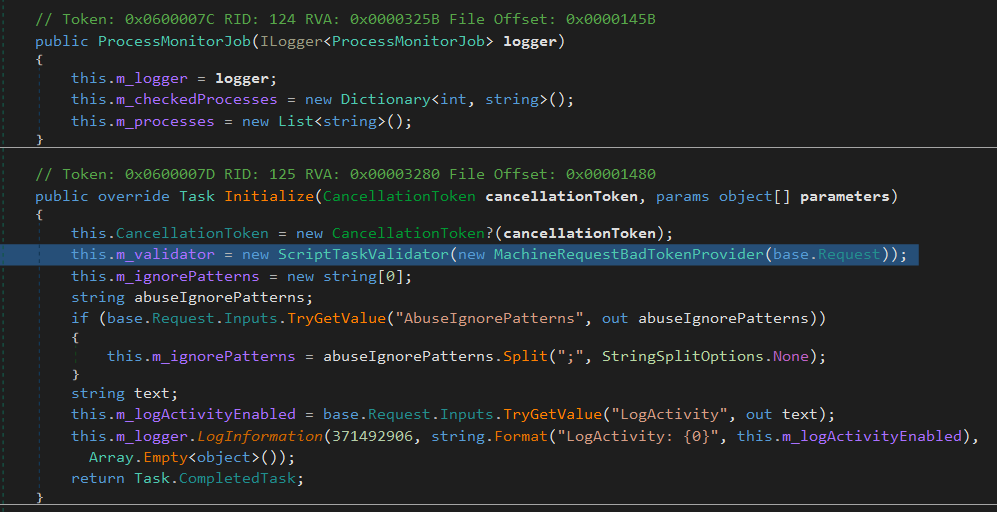 // Token: 0x0600007C RID: 124 RVA: 0x0000325B File Offset: 0x0000145B
public ProcessMonitorJob(ILogger<ProcessMonitorJob> logger)
{
this.m_logger = logger;
this.m_checkedProcesses = new Dictionary<int, string>();
this.m_processes = new List<string>();
}
// Token: 0x0600007D RID: 125 RVA: 0x00003280 File Offset: 0x00001480
public override Task Initialize(CancellationToken cancellationToken, params object[] parameters)
{
this.CancellationToken = new CancellationToken?(cancellationToken);
this.m_validator = new ScriptTaskValidator(new MachineRequestBadTokenProvider(base.Request));
this.m_ignorePatterns = new string[0];
string abuseIgnorePatterns;
if (base.Request.Inputs.TryGetValue("AbuseIgnorePatterns", out abuseIgnorePatterns))
{
this.m_ignorePatterns = abuseIgnorePatterns.Split(";", StringSplitOptions.None);
}
string text;
this.m_logActivityEnabled = base.Request.Inputs.TryGetValue("LogActivity", out text);
this.m_logger.LogInformation(371492906, string.Format("LogActivity: {0}", this.m_logActivityEnabled),
Array.Empty<object>());
return Task.CompletedTask;
}